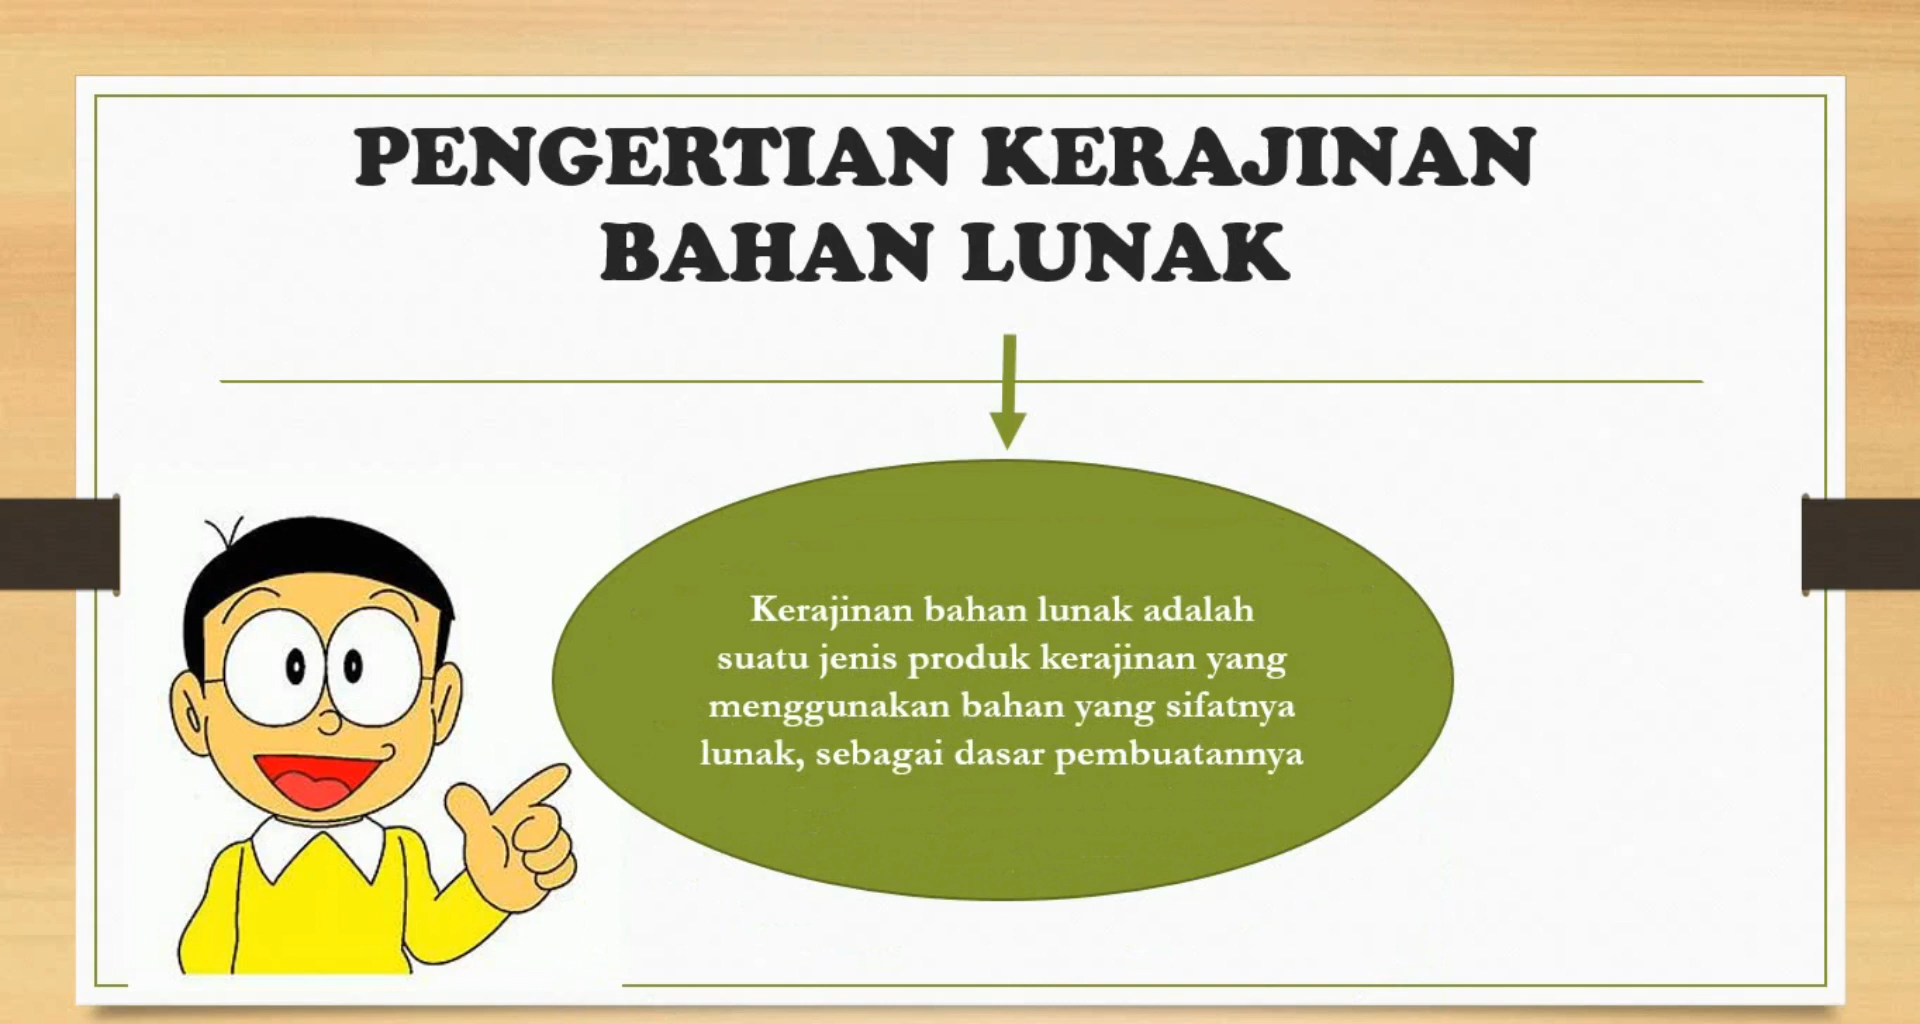 PENGERTIAN KERAJINAN
BAHAN LUNAK
Kerajinan bahan lunak adalah
suatu jenis produk kerajinan yang
menggunakan bahan yang sifatnya
lunak, sebagai dasar pembuatannya